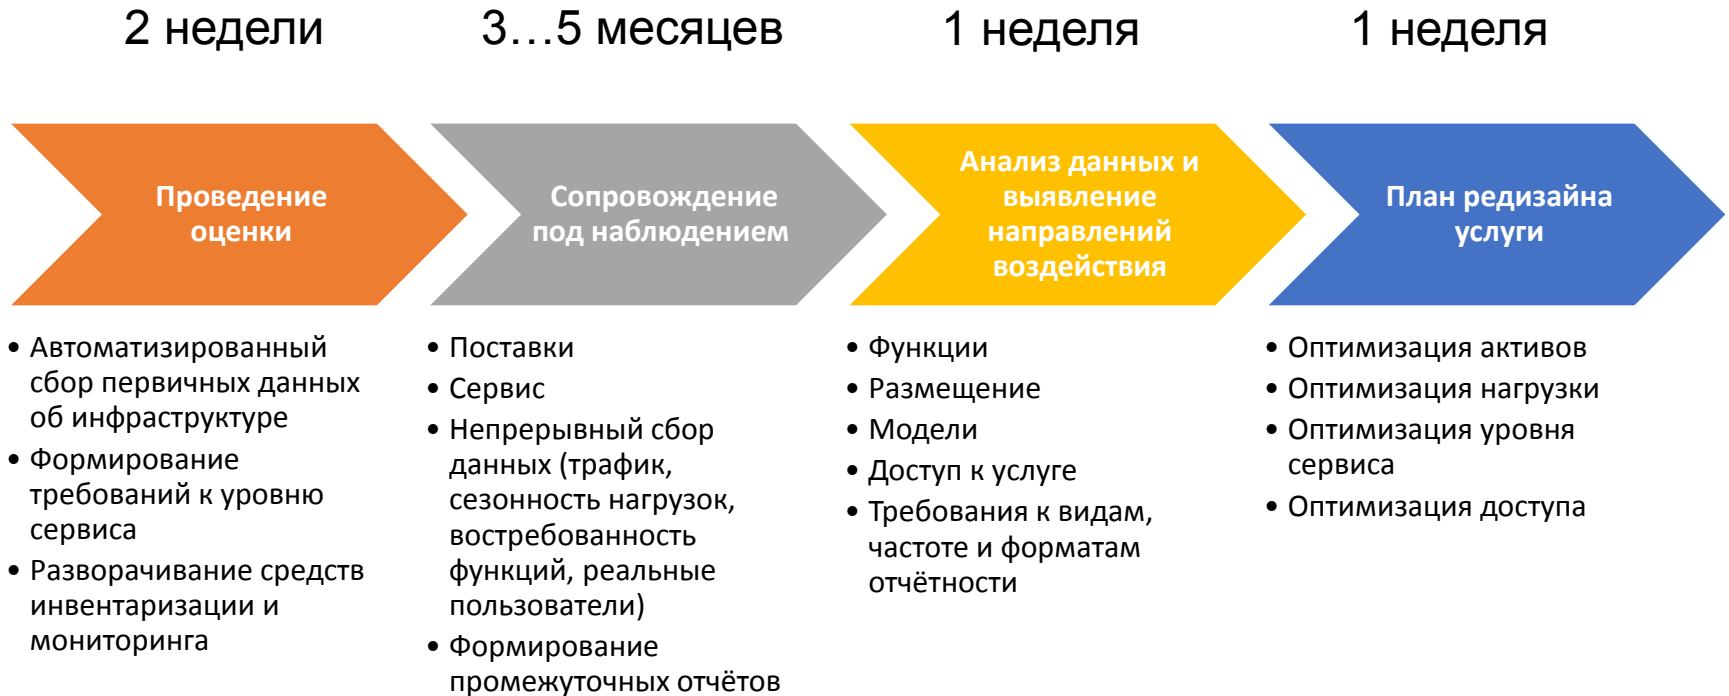 2 недели
3…5 месяцев
1 неделя
1 неделя
Проведение
оценки
Сопровождение
под наблюдением
Анализ данных и
выявление
направлений
воздействия
План редизайна
услуги
• Автоматизированный
сбор первичных данных
об инфраструктуре
• Формирование
требований к уровню
сервиса
• Разворачивание средств
инвентаризации и
мониторинга
• Поставки
• Сервис
• Непрерывный сбор
данных (трафик,
сезонность нагрузок,
востребованность
функций, реальные
пользователи)
• Формирование
промежуточных отчётов
• Функции
• Размещение
• Модели
• Доступ к услуге
• Требования к видам,
частоте и форматам
отчётности
• Оптимизация активов
• Оптимизация нагрузки
• Оптимизация уровня
сервиса
• Оптимизация доступа